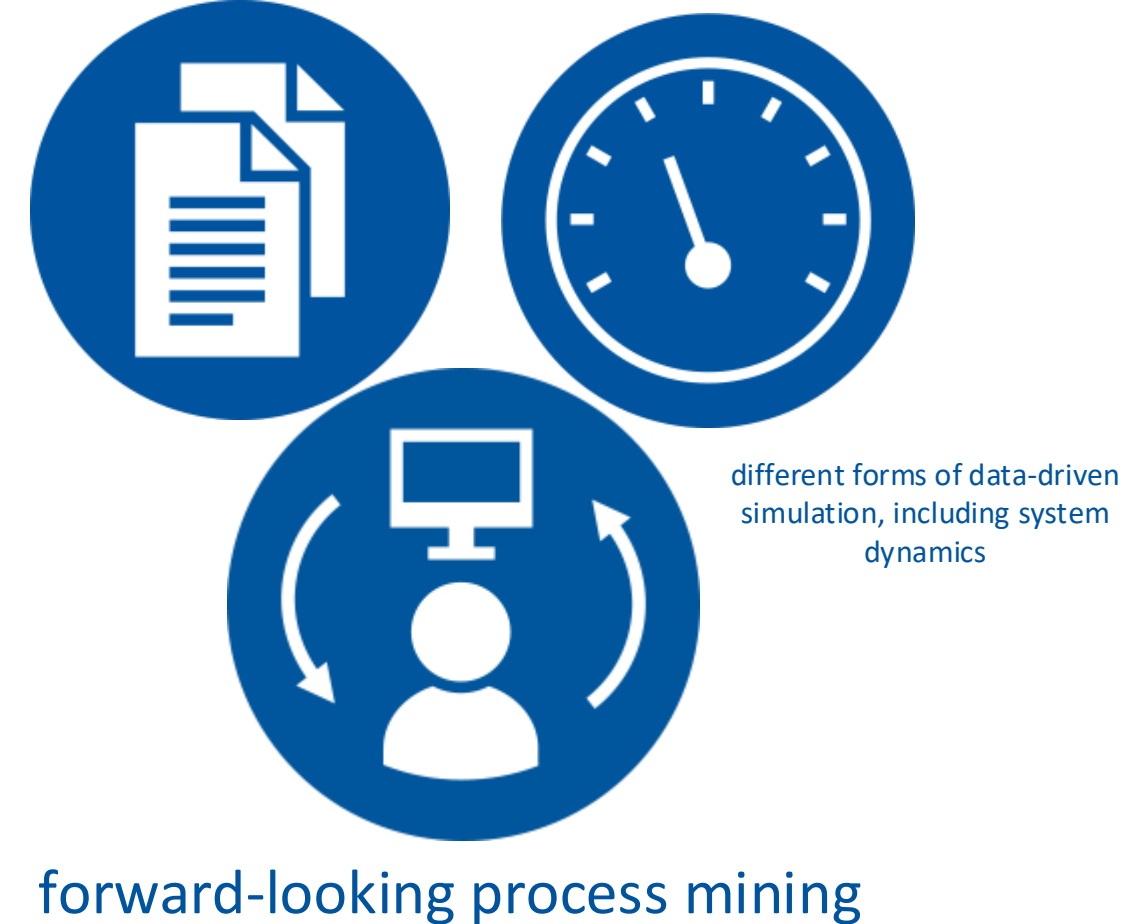 different forms of data-driven
simulation, including system
dynamics
forward-looking process mining